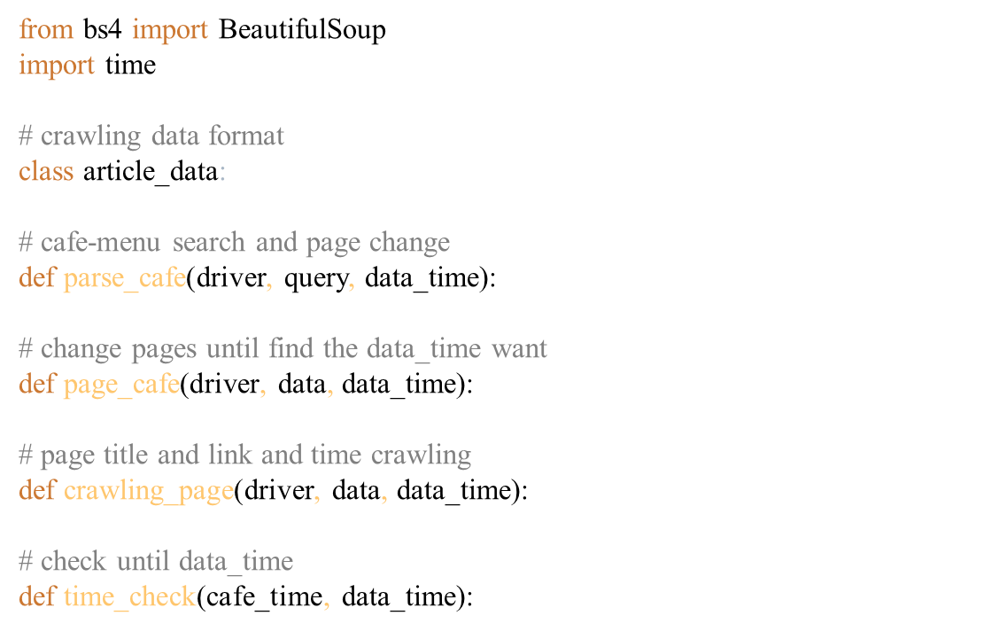 from bs4 import BeautifulSoup
import time
# crawling data format
class article_data:
# cafe-menu search and page change
def parse_cafe(driver, query, data_time):
# change pages until find the data_time want
def page_cafe(driver, data, data_time):
# page title and link and time crawling
def crawling_page(driver, data, data_time):
# check until data_time
def time_check(cafe_time, data_time):